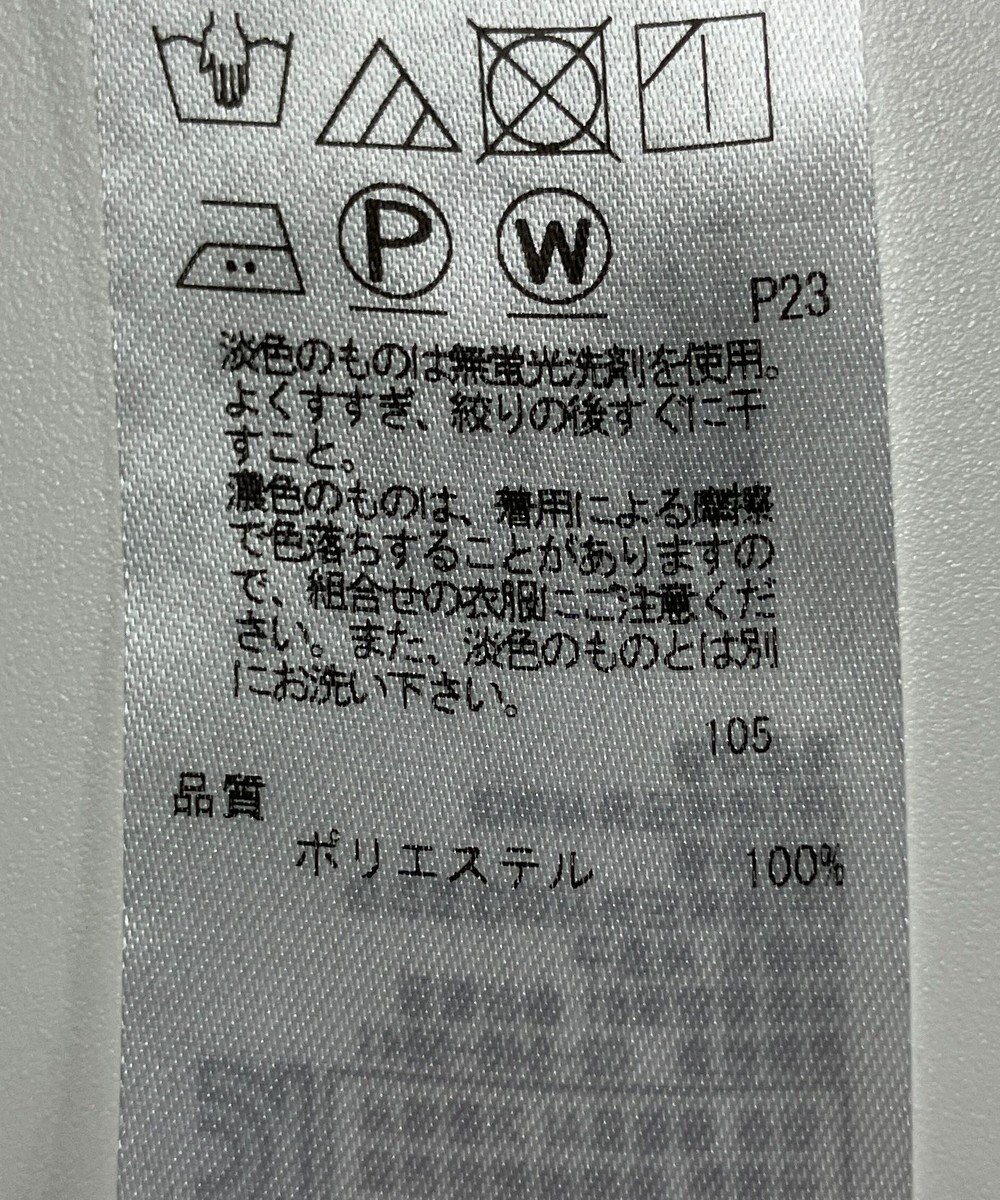 P W
P23
淡色のものは無蛍光洗剤を使用。
よくすすぎ、絞りの後すぐに干
すこと。
濃色のものは、着用による摩擦
で色落ちすることがありますの
で、組合せの衣服にご注意くだ
さい。また、淡色のものとは別
にお洗い下さい。
105
品質
ポリエステル 100%